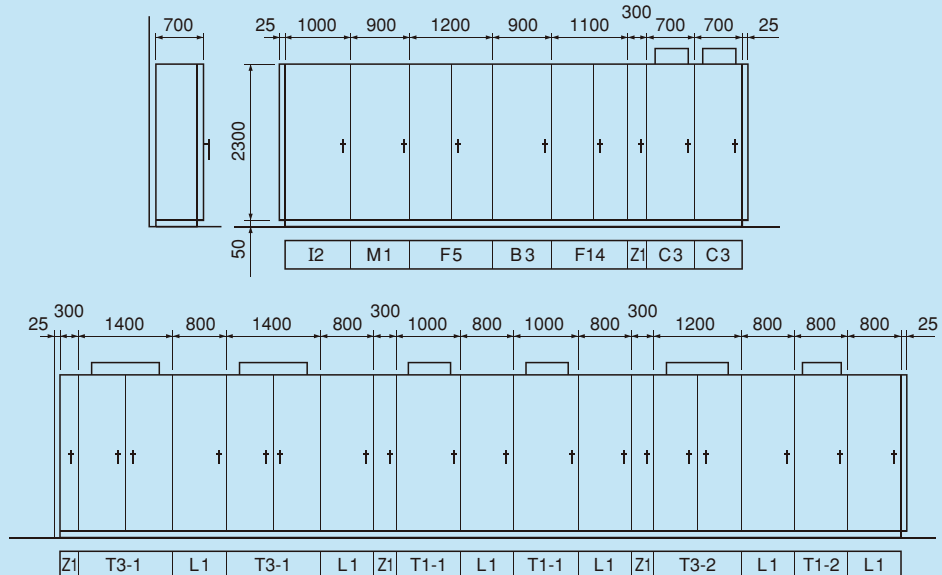 300
700 25 1000 900 1200 900 1100 700 700 25
2300
50
I2 M1 F5 B3 F14 Z1 C3 C3
300 300 300
25 1400 800 1400 800 1000 800 1000 800 1200 800 800 800 25
Z1 T3-1 L1 T3-1 L1 Z1 T1-1 L1 T1-1 L1 Z1 T3-2 L1 T1-2 L1